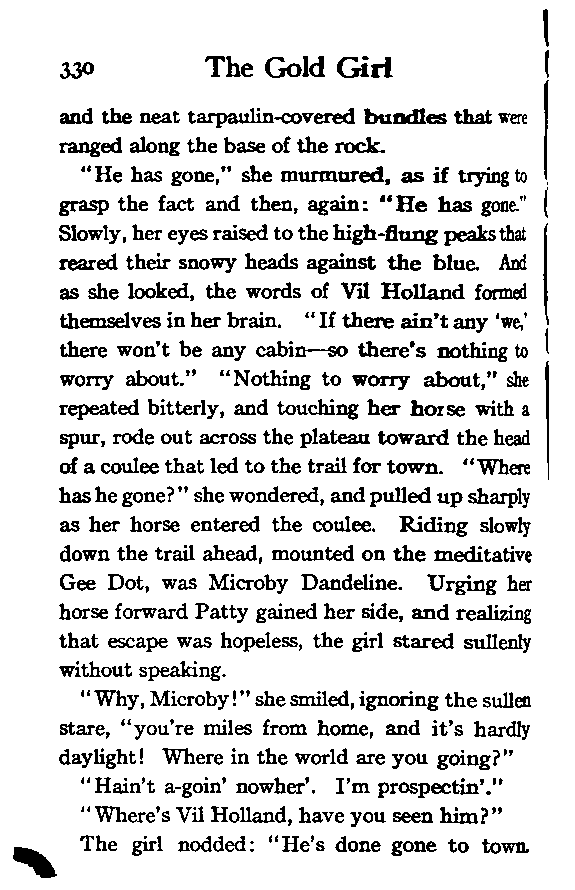 330 The Gold Girl
and the neat tarpaulin-covered bundles that were
ranged along the base of the rock.
"He has gone," she murmured, as if trying to
grasp the fact and then, again: "He has gone."
Slowly, her eyes raised to the high-flung peaks that
reared their snowy heads against the blue. And
as she looked, the words of Vil Holland formed
themselves in her brain. "If there ain't any 'we,'
there won't be any cabin—so there's nothing to
worry about." "Nothing to worry about," she
repeated bitterly, and touching her horse with a
spur, rode out across the plateau toward the head
of a coulee that led to the trail for town. "Where
has he gone?" she wondered, and pulled up sharply
as her horse entered the coulee. Riding slowly
down the trail ahead, mounted on the meditative
Gee Dot, was Microby Dandeline. Urging her
horse forward Patty gained her side, and realizing
that escape was hopeless, the girl stared sullenly
without speaking.
"Why, Microby!" she smiled, ignoring the sullen
stare, "you're miles from home, and it's hardly
daylight! Where in the world are you going?"
"Hain't a-goin' nowher'. I'm prospectin'."
"Where's Vil Holland, have you seen him?"
The girl nodded: "He's done gone to town.